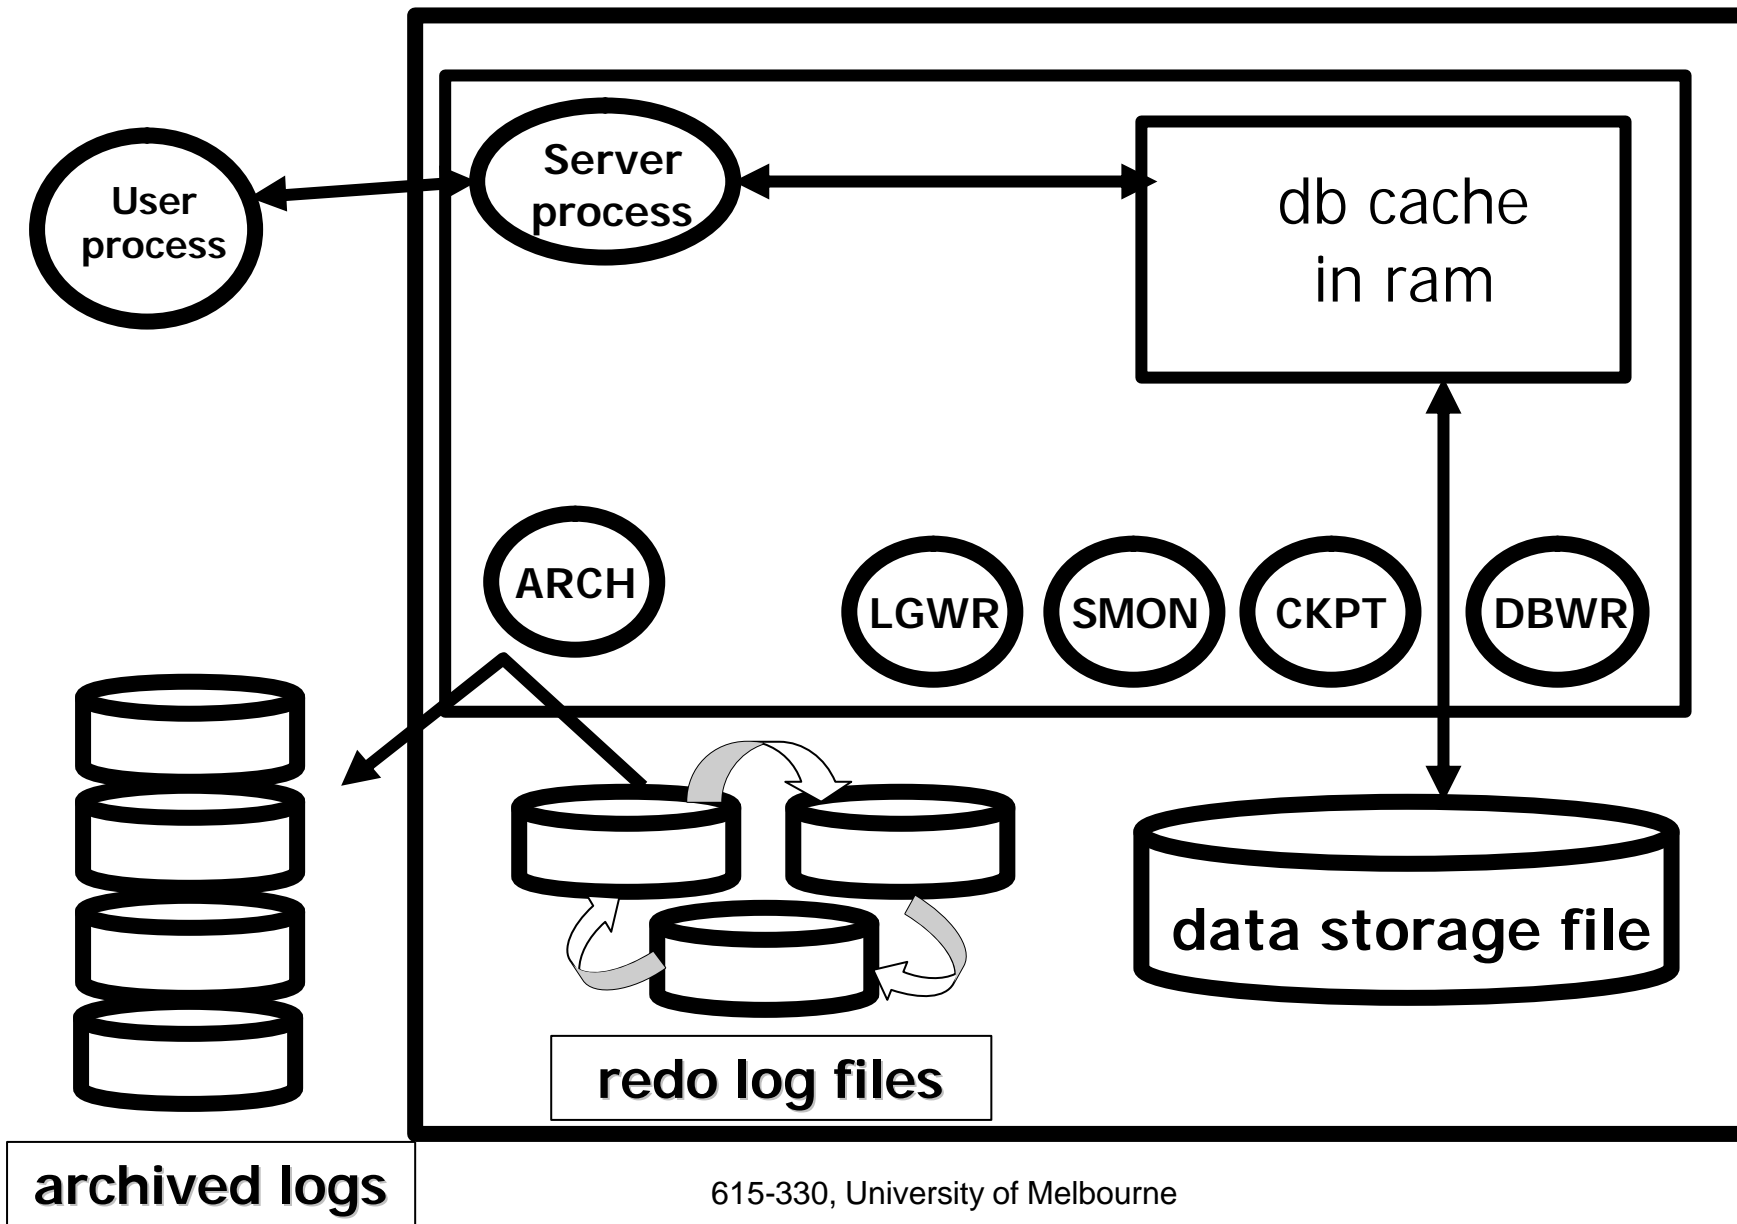 User
process
Server
process
db cache
in ram
ARCH
LGWR
SMON
CKPT
DBWR
data storage file
redo log files
archived logs
615-330, University of Melbourne